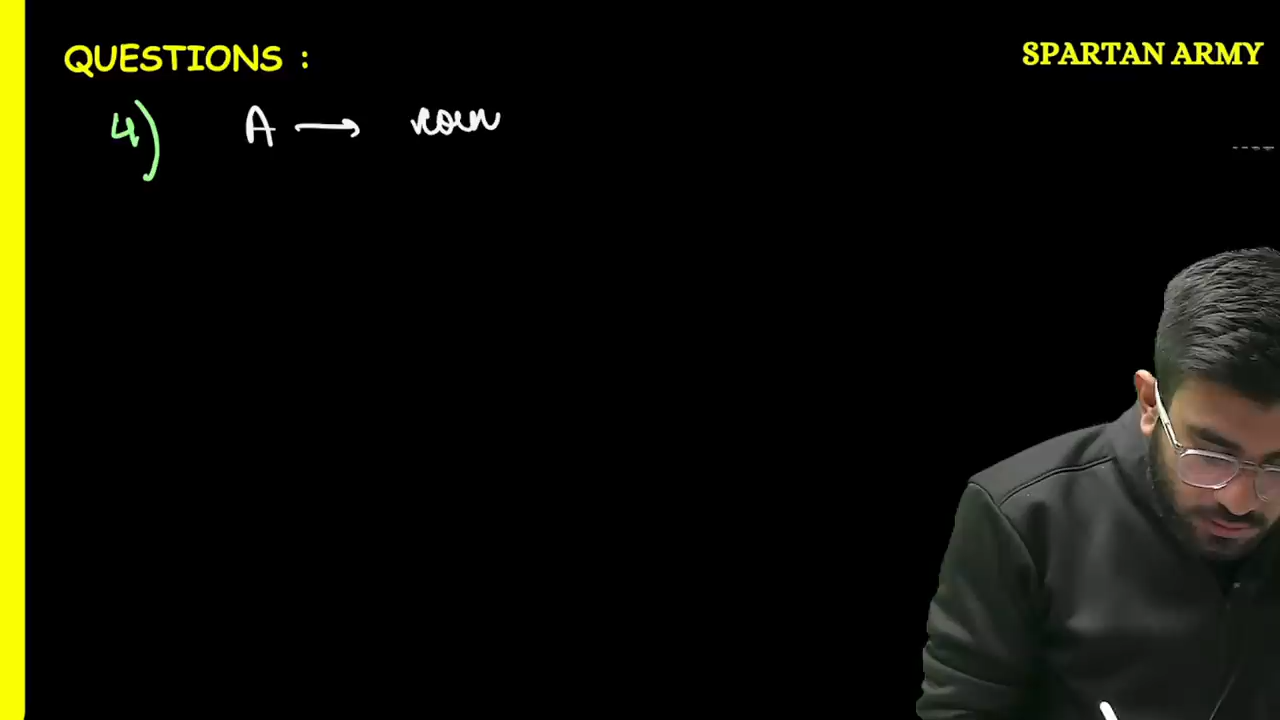 QUESTIONS :
SPARTAN ARMY
4) A → row